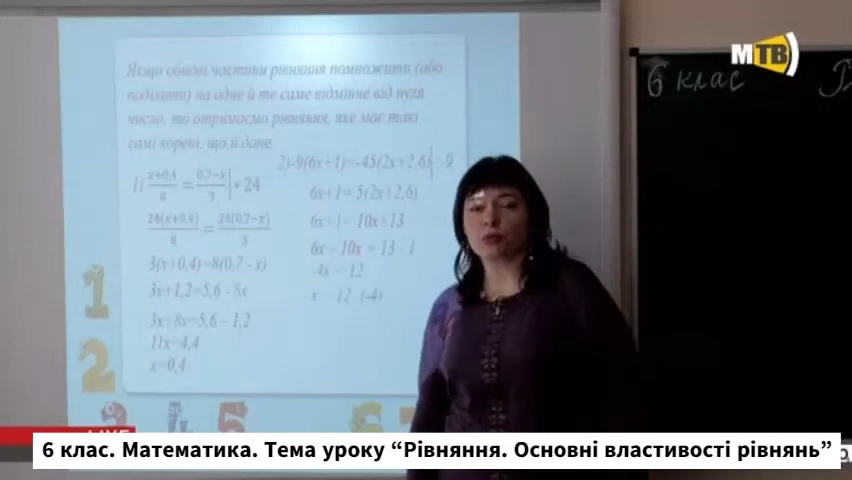 МТВ
6 клас
Якщо обидві частини рівняння помножити (або
поділити) на одне й те саме відмінне від нуля
число, то отримаємо рівняння, яке має такі
самі корені, що й дане
1) (x+0,4)/8 = (0,7−x)/3 | • 24
24(x+0,4)/8 = 24(0,7−x)/3
3(x+0,4)=8(0,7 - x)
3x+1,2=5,6 - 8x
3x+8x=5,6 – 1,2
11x=4,4
x=0,4
2)-9(6x+1)=-45(2x+2,6)|:-9
6x+1= 5(2x+2,6)
6x+1= 10x+13
6x – 10x = 13 - 1
-4x = 12
x = 12: (-4)
1
2
5
6
LIVE
6 клас. Математика. Тема уроку “Рівняння. Основні властивості рівнянь”